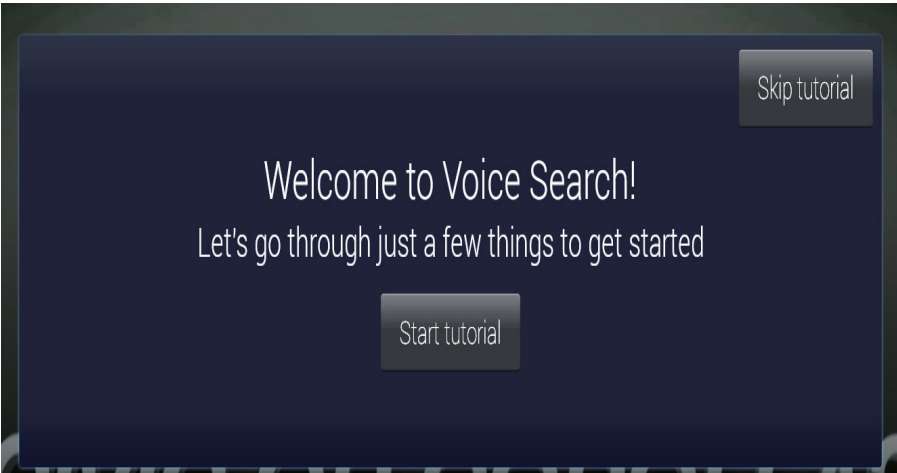 Skip tutorial
Welcome to Voice Search!
Let's go through just a few things to get started
Start tutorial